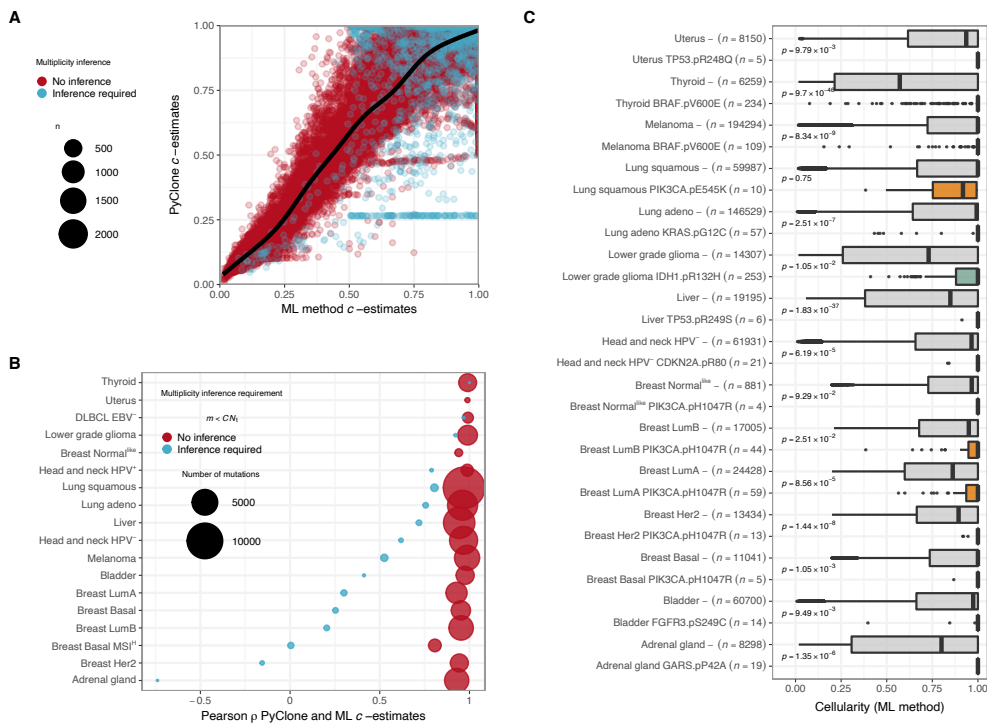 A
Multiplicity inference
No inference
Inference required
n
500
1000
1500
2000
PyClone c−estimates
1.00
0.75
0.50
0.25
0.00
0.00 0.25 0.50 0.75 1.00
ML method c−estimates
B
Thyroid
Uterus
DLBCL EBV⁻
Lower grade glioma
Breast Normal^like
Head and neck HPV⁺
Lung squamous
Lung adeno
Liver
Head and neck HPV⁻
Melanoma
Bladder
Breast LumA
Breast Basal
Breast LumB
Breast Basal MSI^H
Breast Her2
Adrenal gland
Multiplicity inference requirement
m < CNₜ
No inference
Inference required
Number of mutations
5000
10000
−0.5 0 0.5 1
Pearson ρ PyClone and ML c−estimates
C
Uterus − (n = 8150)
p = 9.79 × 10⁻³
Uterus TP53.pR248Q (n = 5)
Thyroid − (n = 6259)
p = 9.7 × 10⁻⁴⁶
Thyroid BRAF.pV600E (n = 234)
Melanoma − (n = 194294)
p = 8.34 × 10⁻⁹
Melanoma BRAF.pV600E (n = 109)
Lung squamous − (n = 59987)
p = 0.75
Lung squamous PIK3CA.pE545K (n = 10)
Lung adeno − (n = 146529)
p = 2.51 × 10⁻⁷
Lung adeno KRAS.pG12C (n = 57)
Lower grade glioma − (n = 14307)
p = 1.05 × 10⁻²
Lower grade glioma IDH1.pR132H (n = 253)
Liver − (n = 19195)
p = 1.83 × 10⁻³⁷
Liver TP53.pR249S (n = 6)
Head and neck HPV⁻ − (n = 61931)
p = 6.19 × 10⁻⁵
Head and neck HPV⁻ CDKN2A.pR80 (n = 21)
Breast Normal^like − (n = 881)
p = 9.29 × 10⁻²
Breast Normal^like PIK3CA.pH1047R (n = 4)
Breast LumB − (n = 17005)
p = 2.51 × 10⁻²
Breast LumB PIK3CA.pH1047R (n = 44)
Breast LumA − (n = 24428)
p = 8.56 × 10⁻⁵
Breast LumA PIK3CA.pH1047R (n = 59)
Breast Her2 − (n = 13434)
p = 1.44 × 10⁻⁸
Breast Her2 PIK3CA.pH1047R (n = 13)
Breast Basal − (n = 11041)
p = 1.05 × 10⁻³
Breast Basal PIK3CA.pH1047R (n = 5)
Bladder − (n = 60700)
p = 9.49 × 10⁻³
Bladder FGFR3.pS249C (n = 14)
Adrenal gland − (n = 8298)
p = 1.35 × 10⁻⁶
Adrenal gland GARS.pP42A (n = 19)
0.00 0.25 0.50 0.75 1.00
Cellularity (ML method)